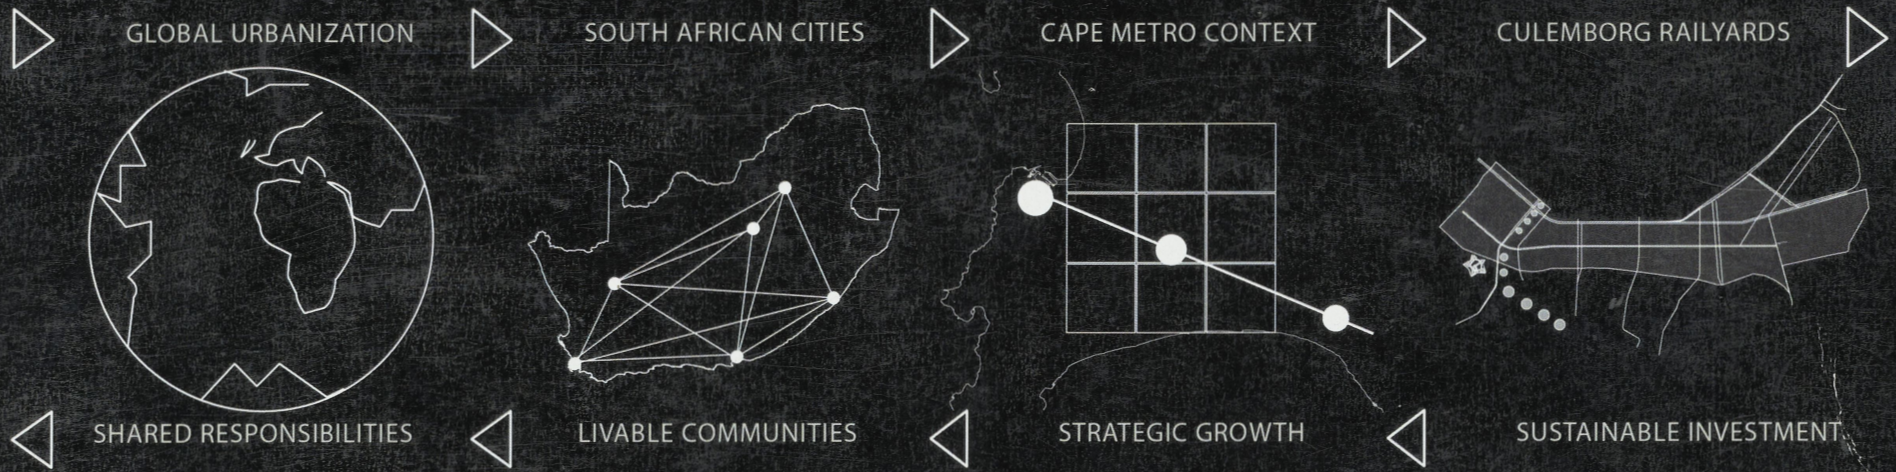 GLOBAL URBANIZATION
SOUTH AFRICAN CITIES
CAPE METRO CONTEXT
CULEMBORG RAILYARDS
SHARED RESPONSIBILITIES
LIVABLE COMMUNITIES
STRATEGIC GROWTH
SUSTAINABLE INVESTMENT